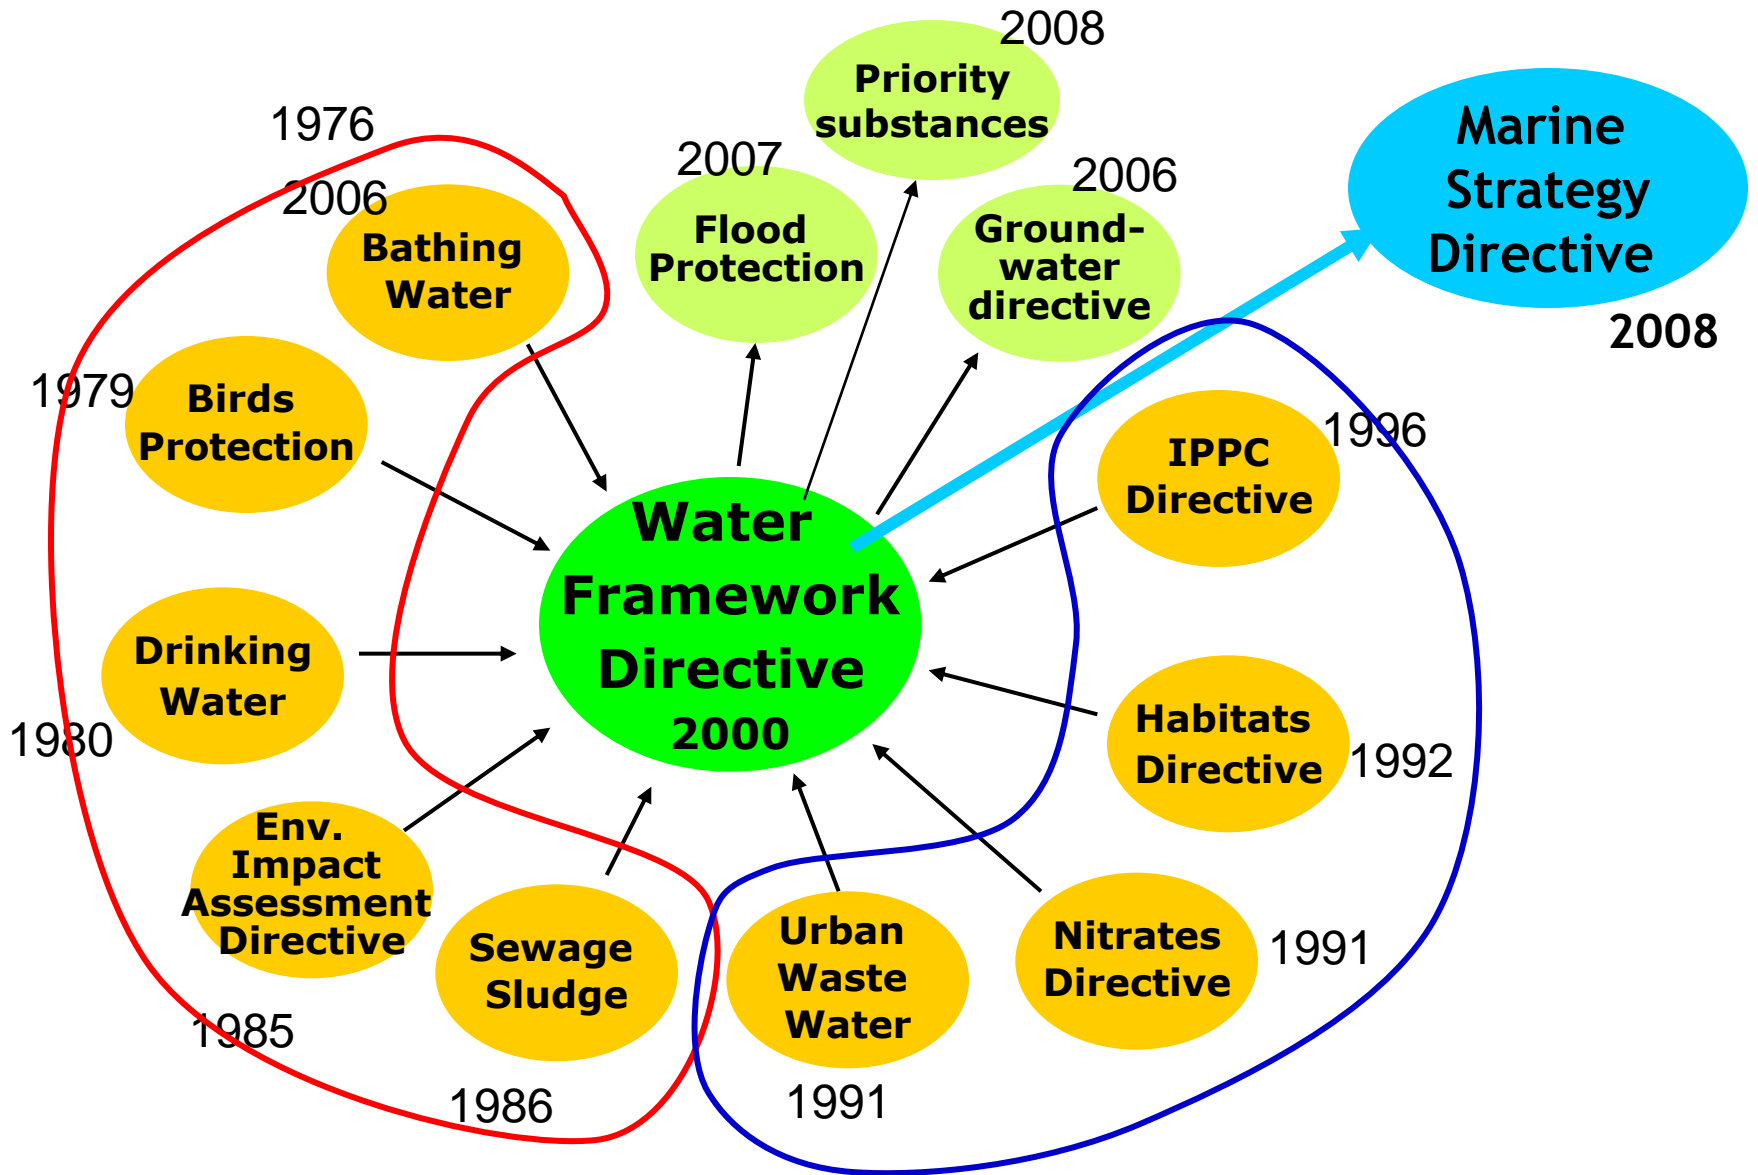 2008
Priority
substances
1976
2007
Flood
Protection
2006
Ground-
water
directive
Marine
Strategy
Directive
2008
2006
Bathing
Water
1979
Birds
Protection
1996
IPPC
Directive
Water
Framework
Directive
2000
Drinking
Water
1980
Habitats
Directive
1992
Env.
Impact
Assessment
Directive
1985
Sewage
Sludge
1986
Urban
Waste
Water
1991
Nitrates
Directive
1991